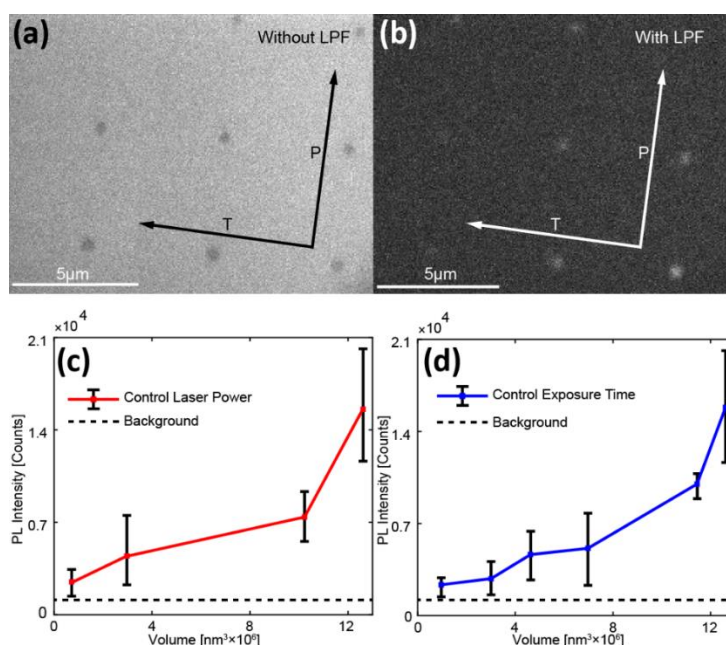 (a)
Without LPF
P
T
5μm
(b)
With LPF
P
T
5μm
×10⁴
(c)
2.1
1.4
0.7
0
PL Intensity [Counts]
Control Laser Power
Background
0
4
8
12
Volume [nm³×10⁶]
×10⁴
(d)
2.1
1.4
0.7
0
PL Intensity [Counts]
Control Exposure Time
Background
0
4
8
12
Volume [nm³×10⁶]